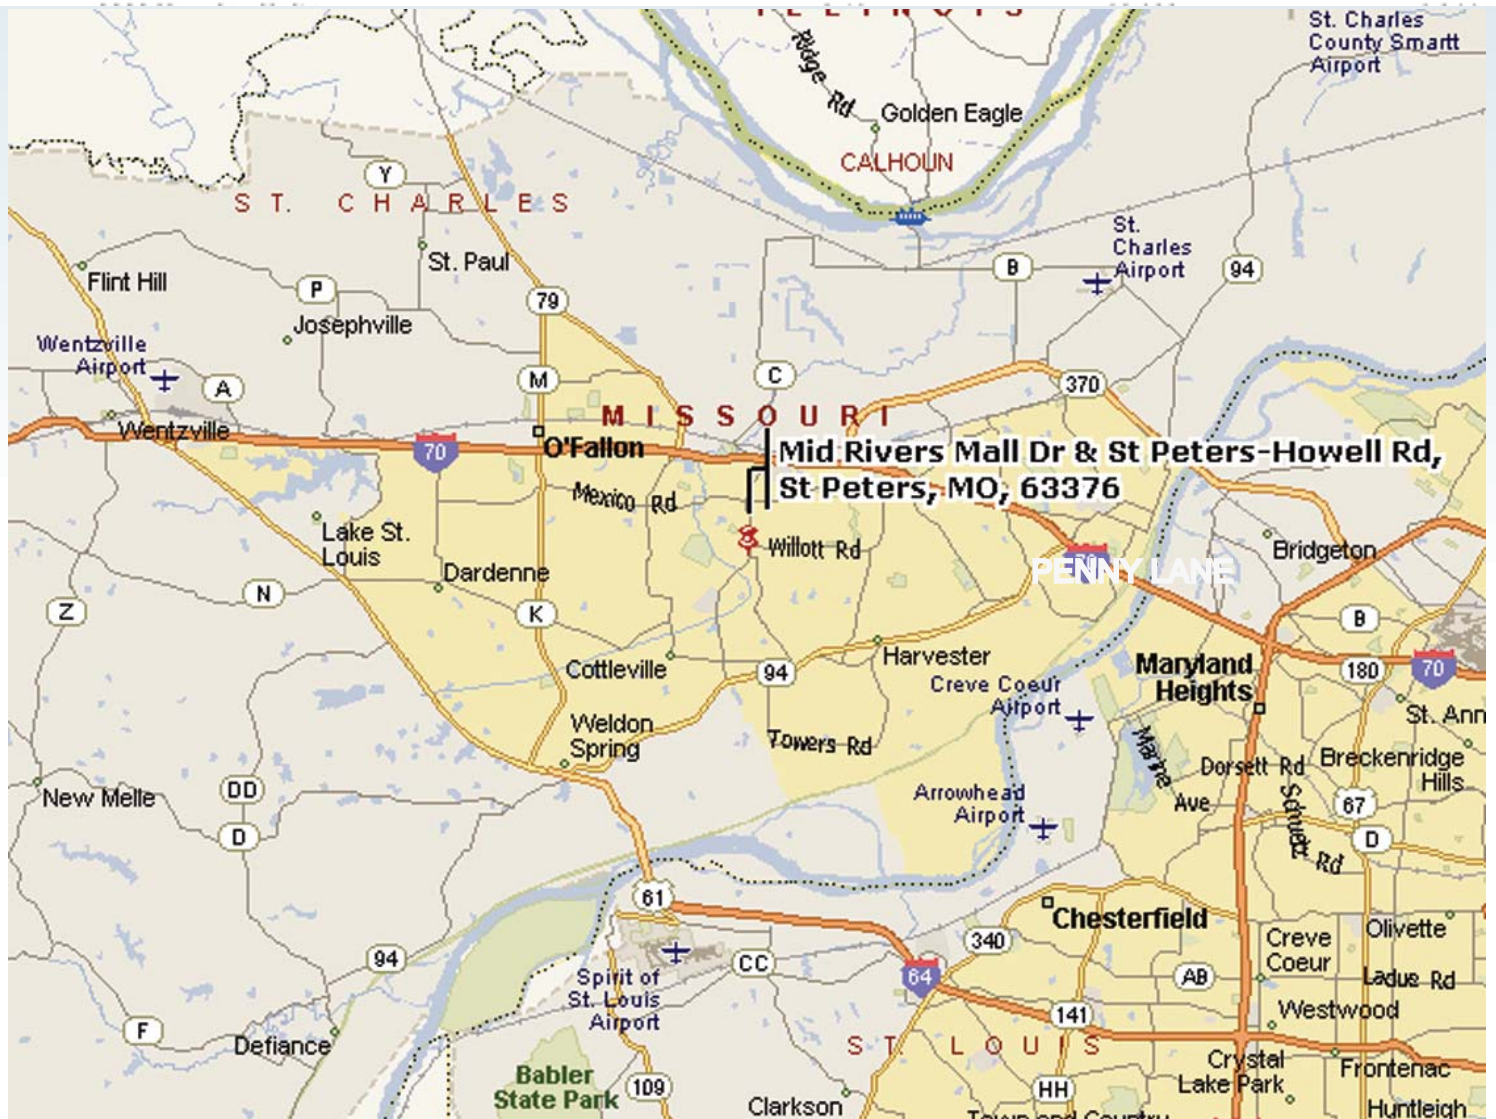 ILLINOIS
St. Charles
County Smartt
Airport
Ridge Rd
Golden Eagle
CALHOUN
Y
ST. CHARLES
St.
Charles
Airport
B
94
St. Paul
Flint Hill
P
79
Josephville
Wentzville
Airport
A
M
C
370
MISSOURI
Wentzville
70
O'Fallon
Mid Rivers Mall Dr & St Peters-Howell Rd,
St Peters, MO, 63376
Mexico Rd
Lake St.
Louis
Willott Rd
Bridgeton
70
PENNY LANE
Dardenne
N
Z
K
B
Cottleville
94
Harvester
Maryland
Heights
180
70
Creve Coeur
Airport
St. Ann
Weldon
Spring
Towers Rd
Marine
Ave
Dorsett Rd
Breckenridge
Hills
New Melle
DD
D
Arrowhead
Airport
Schuetz Rd
67
D
61
Chesterfield
340
Creve
Coeur
Olivette
94
CC
64
AB
Ladue Rd
Spirit of
St. Louis
Airport
Westwood
141
F
Defiance
ST. LOUIS
Crystal
Lake Park
Frontenac
Babler
State Park
109
HH
Clarkson
Town and Country
Huntleigh